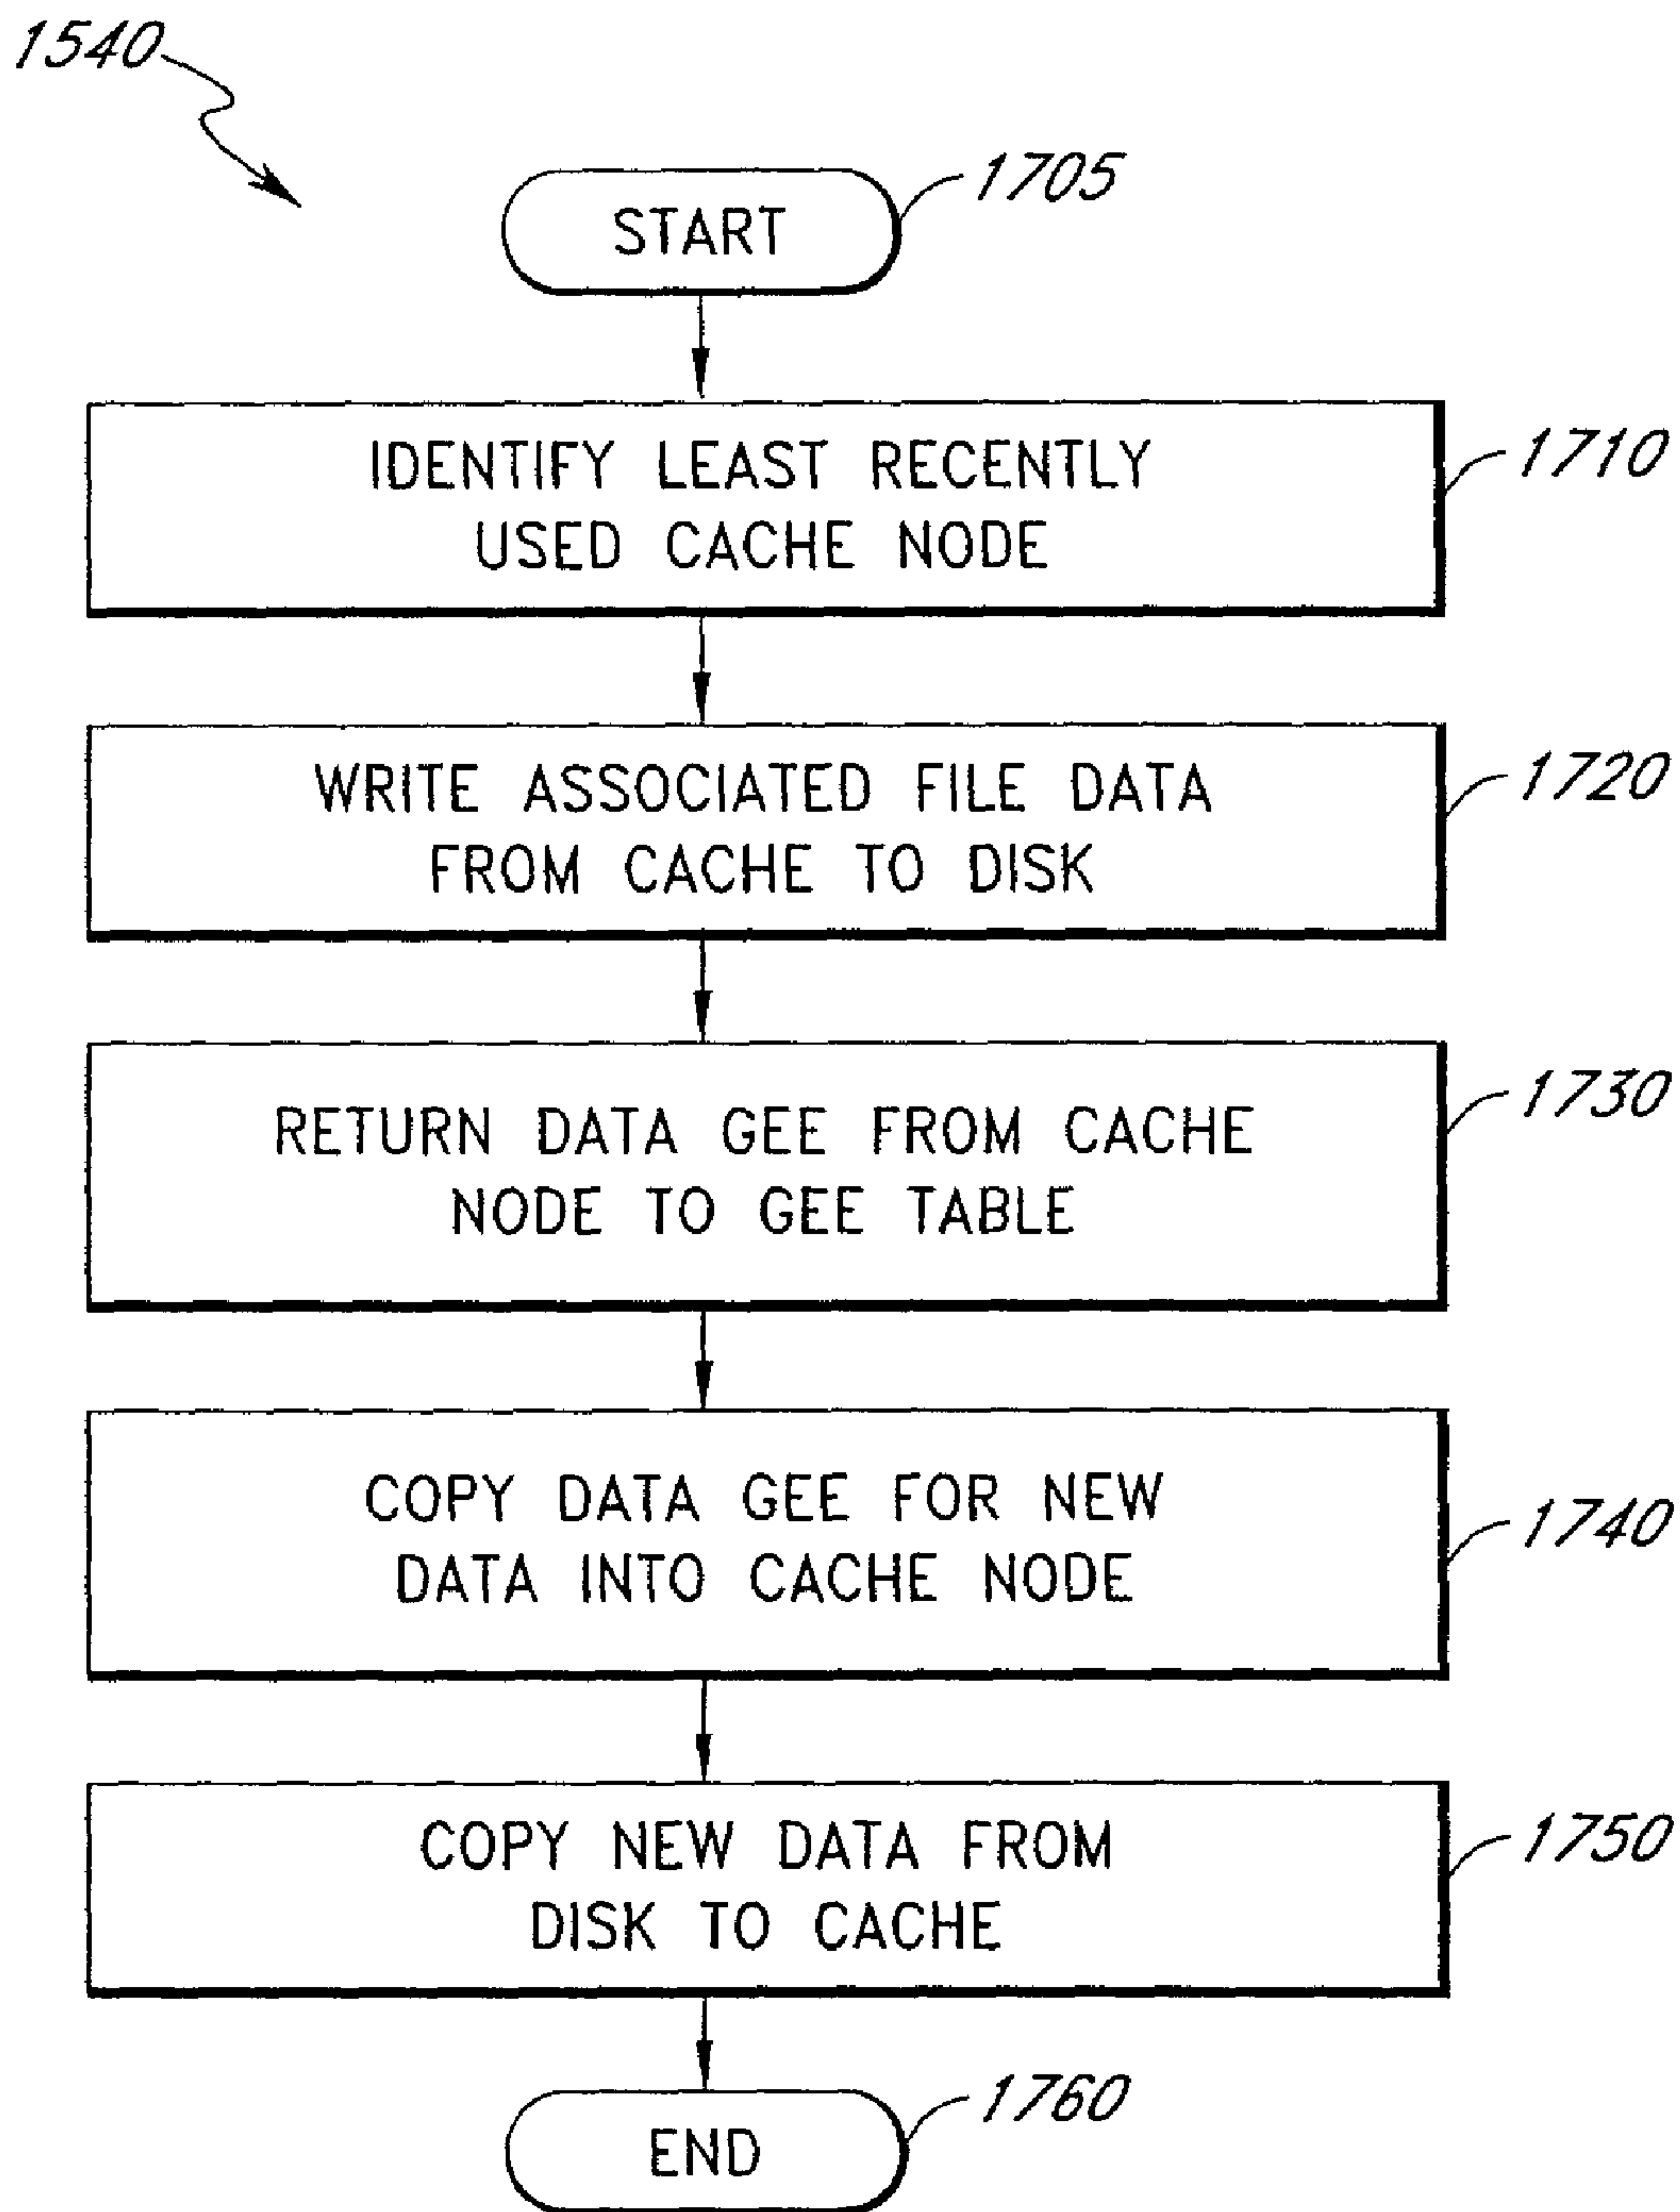 1540
START
1705
IDENTIFY LEAST RECENTLY
USED CACHE NODE
1710
WRITE ASSOCIATED FILE DATA
FROM CACHE TO DISK
1720
RETURN DATA GEE FROM CACHE
NODE TO GEE TABLE
1730
COPY DATA GEE FOR NEW
DATA INTO CACHE NODE
1740
COPY NEW DATA FROM
DISK TO CACHE
1750
END
1760